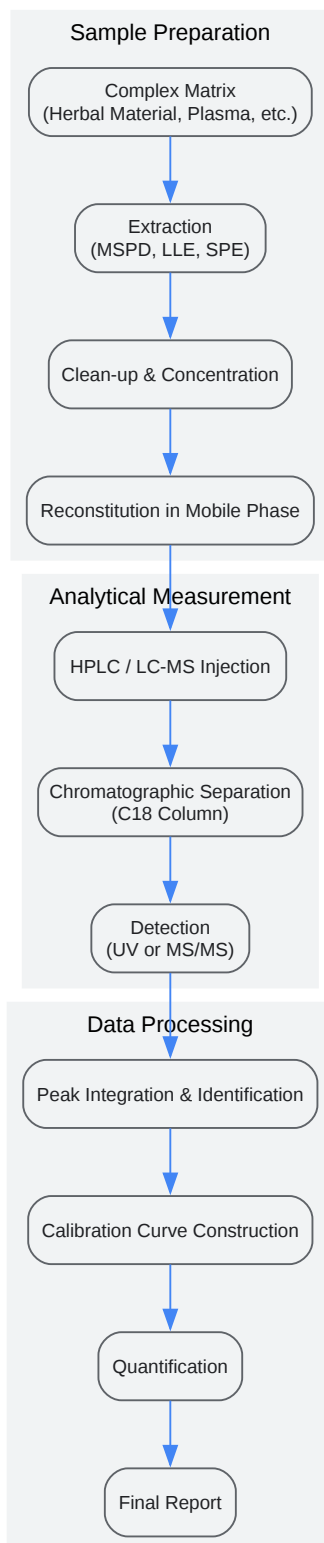 Sample Preparation
Complex Matrix
(Herbal Material, Plasma, etc.)
Extraction
(MSPD, LLE, SPE)
Clean-up & Concentration
Reconstitution in Mobile Phase
Analytical Measurement
HPLC / LC-MS Injection
Chromatographic Separation
(C18 Column)
Detection
(UV or MS/MS)
Data Processing
Peak Integration & Identification
Calibration Curve Construction
Quantification
Final Report